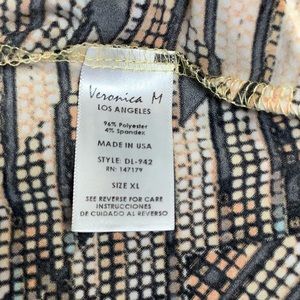 Veronica M
LOS ANGELES
96% Polyester
4% Spandex
MADE IN USA
STYLE: DL-942
RN: 147179
SIZE XL
SEE REVERSE FOR CARE
INSTRUCCIONES
DE CUIDADO AL REVERSO